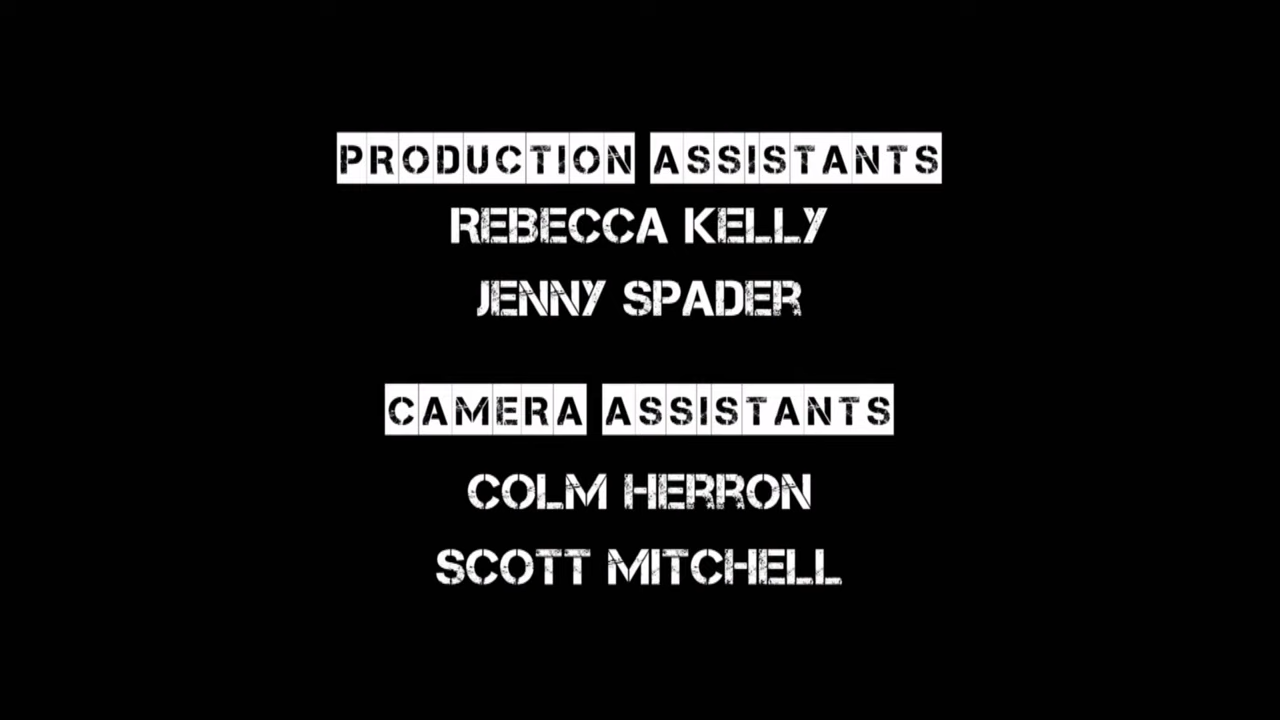 PRODUCTION ASSISTANTS
REBECCA KELLY
JENNY SPADER
CAMERA ASSISTANTS
COLM HERRON
SCOTT MITCHELL